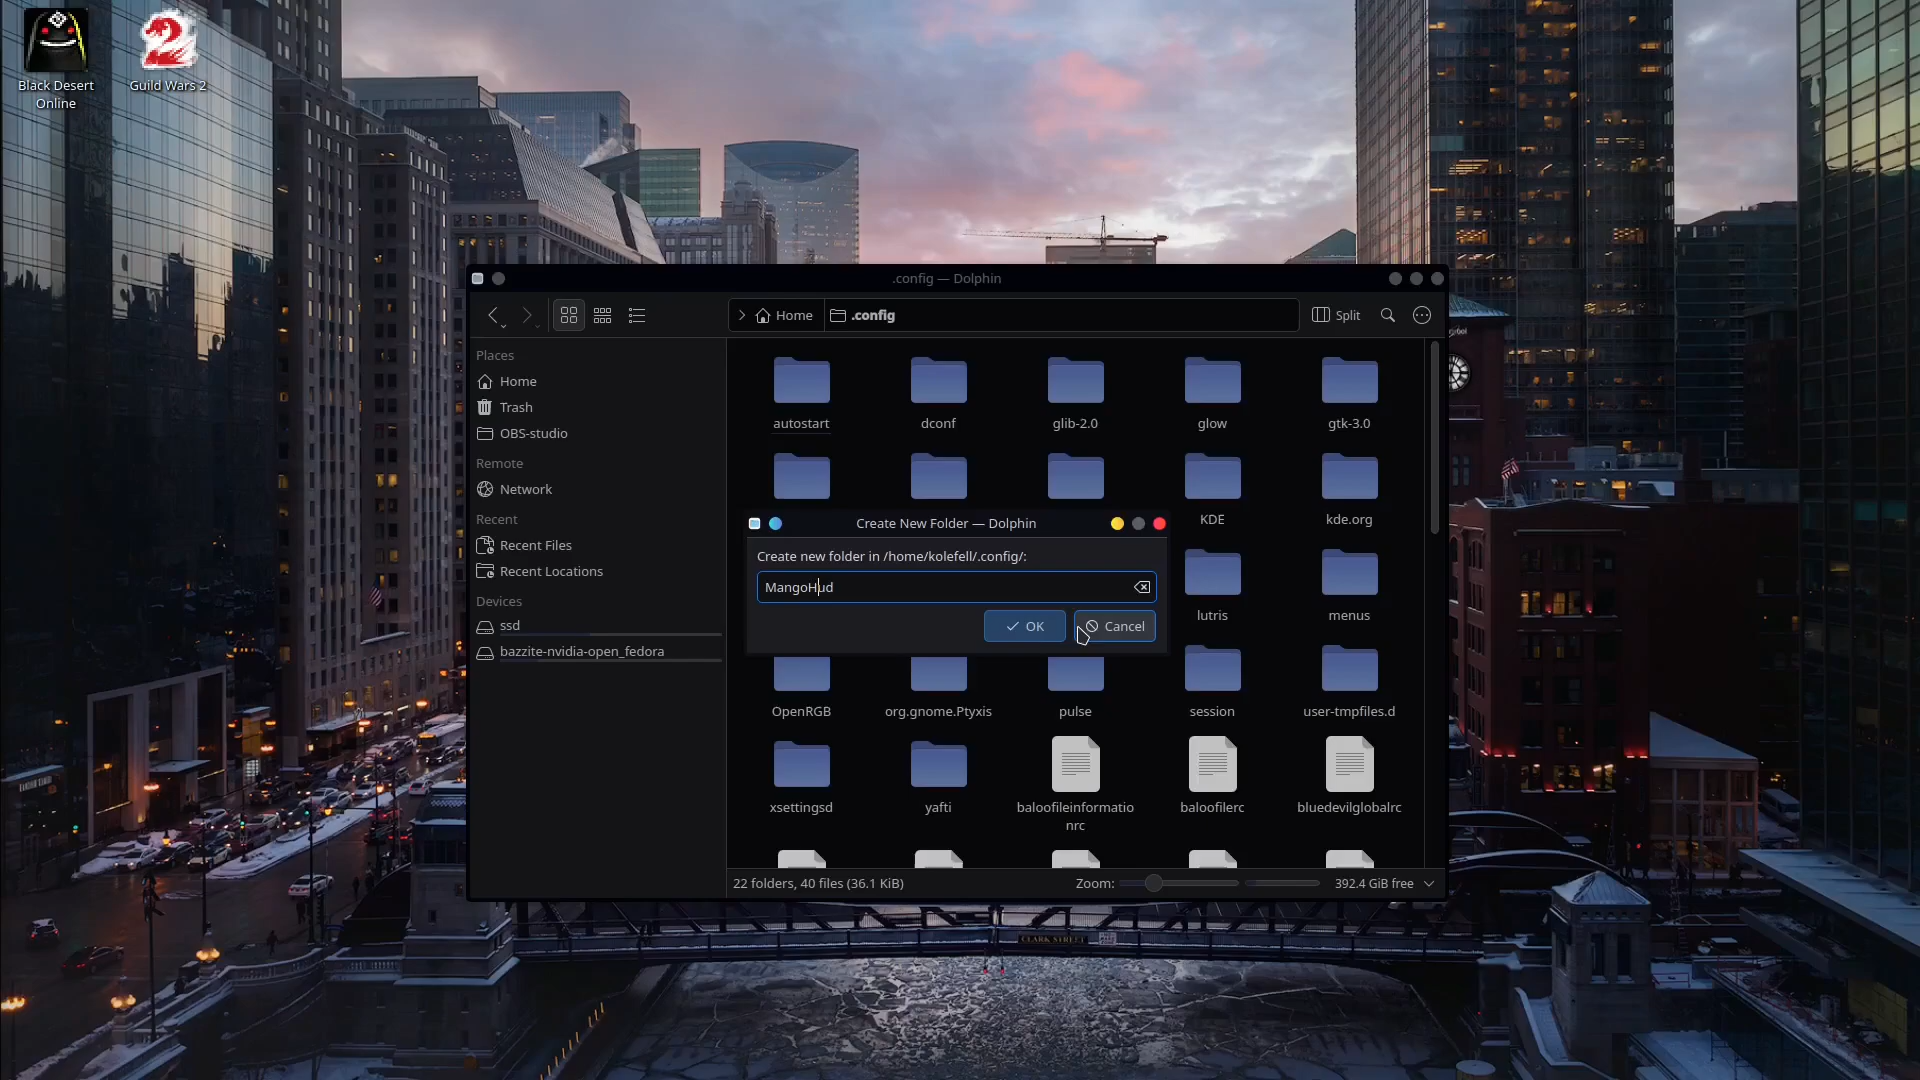 Black Desert
Online
Guild Wars 2
.config — Dolphin
Home
.config
Split
Places
Home
Trash
OBS-studio
Remote
Network
Recent
Recent Files
Recent Locations
Devices
ssd
bazzite-nvidia-open_fedora
autostart
dconf
glib-2.0
glow
gtk-3.0
KDE
kde.org
Create New Folder — Dolphin
Create new folder in /home/kolefell/.config/:
MangoHud
OK
Cancel
lutris
menus
OpenRGB
org.gnome.Ptyxis
pulse
session
user-tmpfiles.d
xsettingsd
yafti
baloofileinformatio
nrc
baloofilerc
bluedevilglobalrc
22 folders, 40 files (36.1 KiB)
Zoom:
392.4 GiB free
CLARK STREET